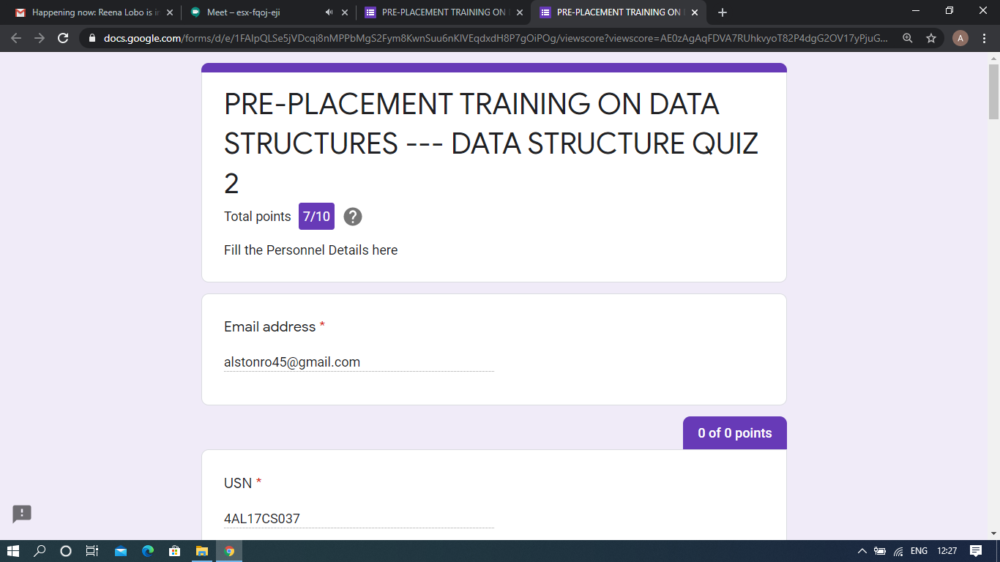 Happening now: Reena Lobo is in
Meet – esx-fqoj-eji
PRE-PLACEMENT TRAINING ON
PRE-PLACEMENT TRAINING ON
docs.google.com/forms/d/e/1FAIpQLSe5jVDcqi8nMPPbMgS2Fym8KwnSuu6nKlVEqdxdH8P7gOiPOg/viewscore?viewscore=AE0zAgAqFDVA7RUhkvyoT82P4dgG2OV17yPjuG...
A
PRE-PLACEMENT TRAINING ON DATA
STRUCTURES --- DATA STRUCTURE QUIZ
2
Total points 7/10 ?
Fill the Personnel Details here
Email address *
alstonro45@gmail.com
0 of 0 points
USN *
4AL17CS037
ENG 12:27